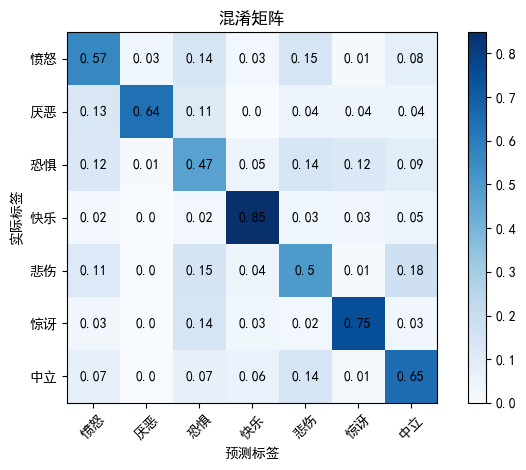 混淆矩阵
实际标签
愤怒 0.57 0.03 0.14 0.03 0.15 0.01 0.08
厌恶 0.13 0.64 0.11 0.0 0.04 0.04 0.04
恐惧 0.12 0.01 0.47 0.05 0.14 0.12 0.09
快乐 0.02 0.0 0.02 0.85 0.03 0.03 0.05
悲伤 0.11 0.0 0.15 0.04 0.5 0.01 0.18
惊讶 0.03 0.0 0.14 0.03 0.02 0.75 0.03
中立 0.07 0.0 0.07 0.06 0.14 0.01 0.65
愤怒 厌恶 恐惧 快乐 悲伤 惊讶 中立
预测标签
0.8
0.7
0.6
0.5
0.4
0.3
0.2
0.1
0.0